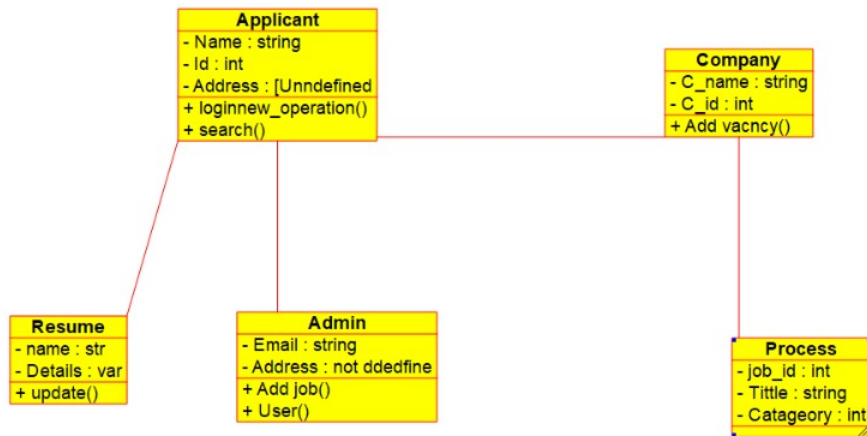 Applicant
- Name : string
- Id : int
- Address : [Unndefined
+ loginnew_operation()
+ search()
Company
- C_name : string
- C_id : int
+ Add vacncy()
Resume
- name : str
- Details : var
+ update()
Admin
- Email : string
- Address : not ddedfine
+ Add job()
+ User()
Process
- job_id : int
- Tittle : string
- Catageory : int